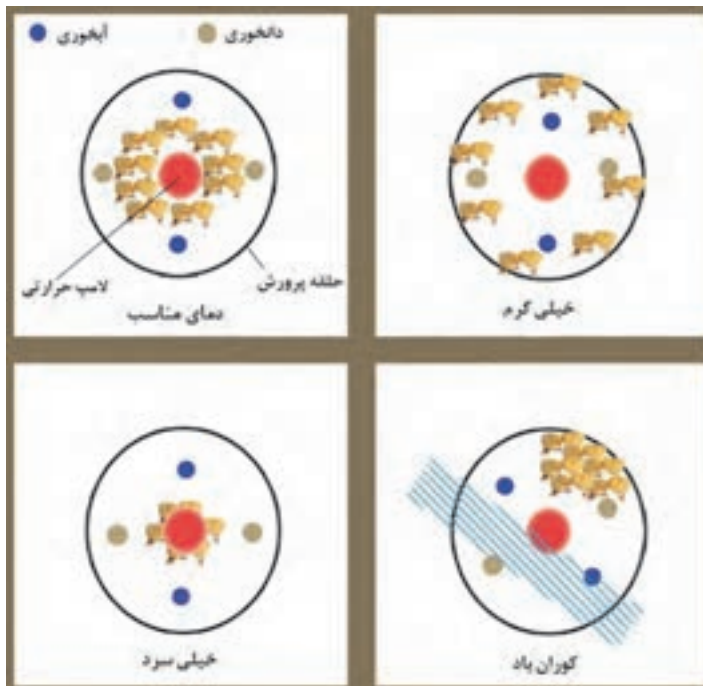 دانخوری
آبخوری
لامپ حرارتی
حلقه پرورش
دمای مناسب
خیلی گرم
خیلی سرد
کوران باد